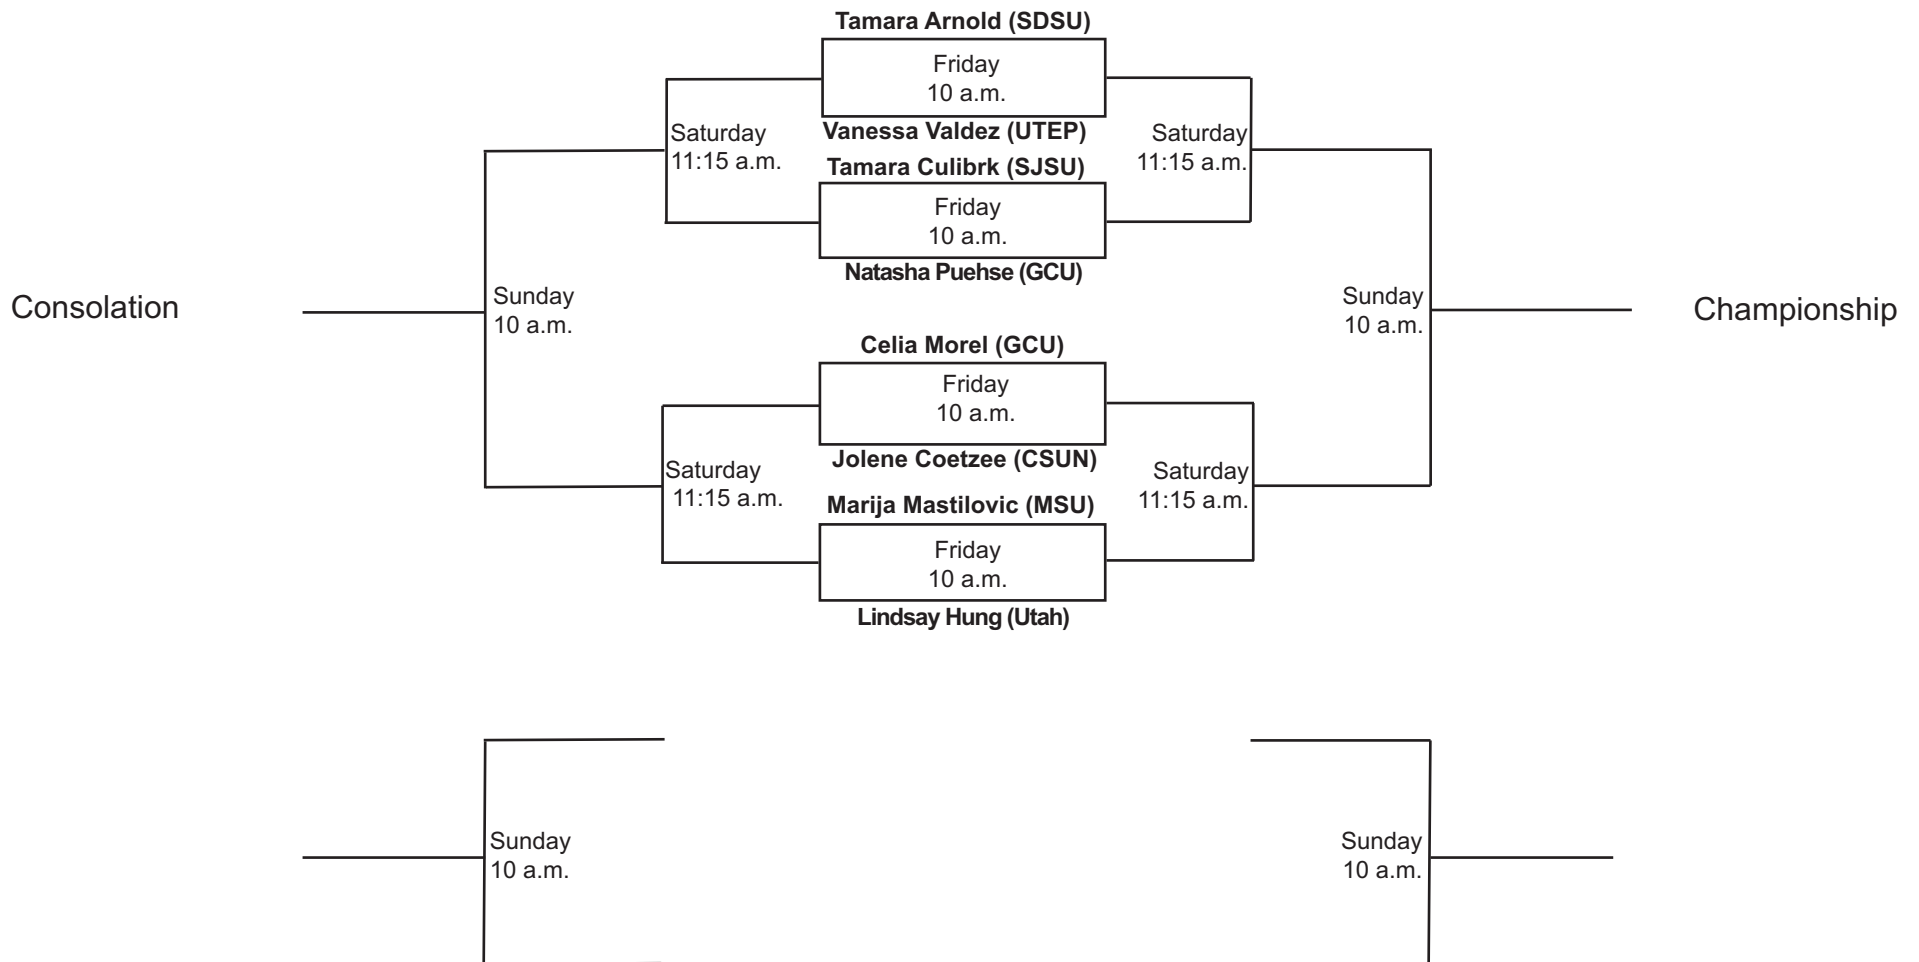 Tamara Arnold (SDSU)
Friday
10 a.m.
Vanessa Valdez (UTEP)
Saturday
11:15 a.m.
Saturday
11:15 a.m.
Tamara Culibrk (SJSU)
Friday
10 a.m.
Natasha Puehse (GCU)
Consolation
Sunday
10 a.m.
Sunday
10 a.m.
Championship
Celia Morel (GCU)
Friday
10 a.m.
Jolene Coetzee (CSUN)
Saturday
11:15 a.m.
Saturday
11:15 a.m.
Marija Mastilovic (MSU)
Friday
10 a.m.
Lindsay Hung (Utah)
Sunday
10 a.m.
Sunday
10 a.m.